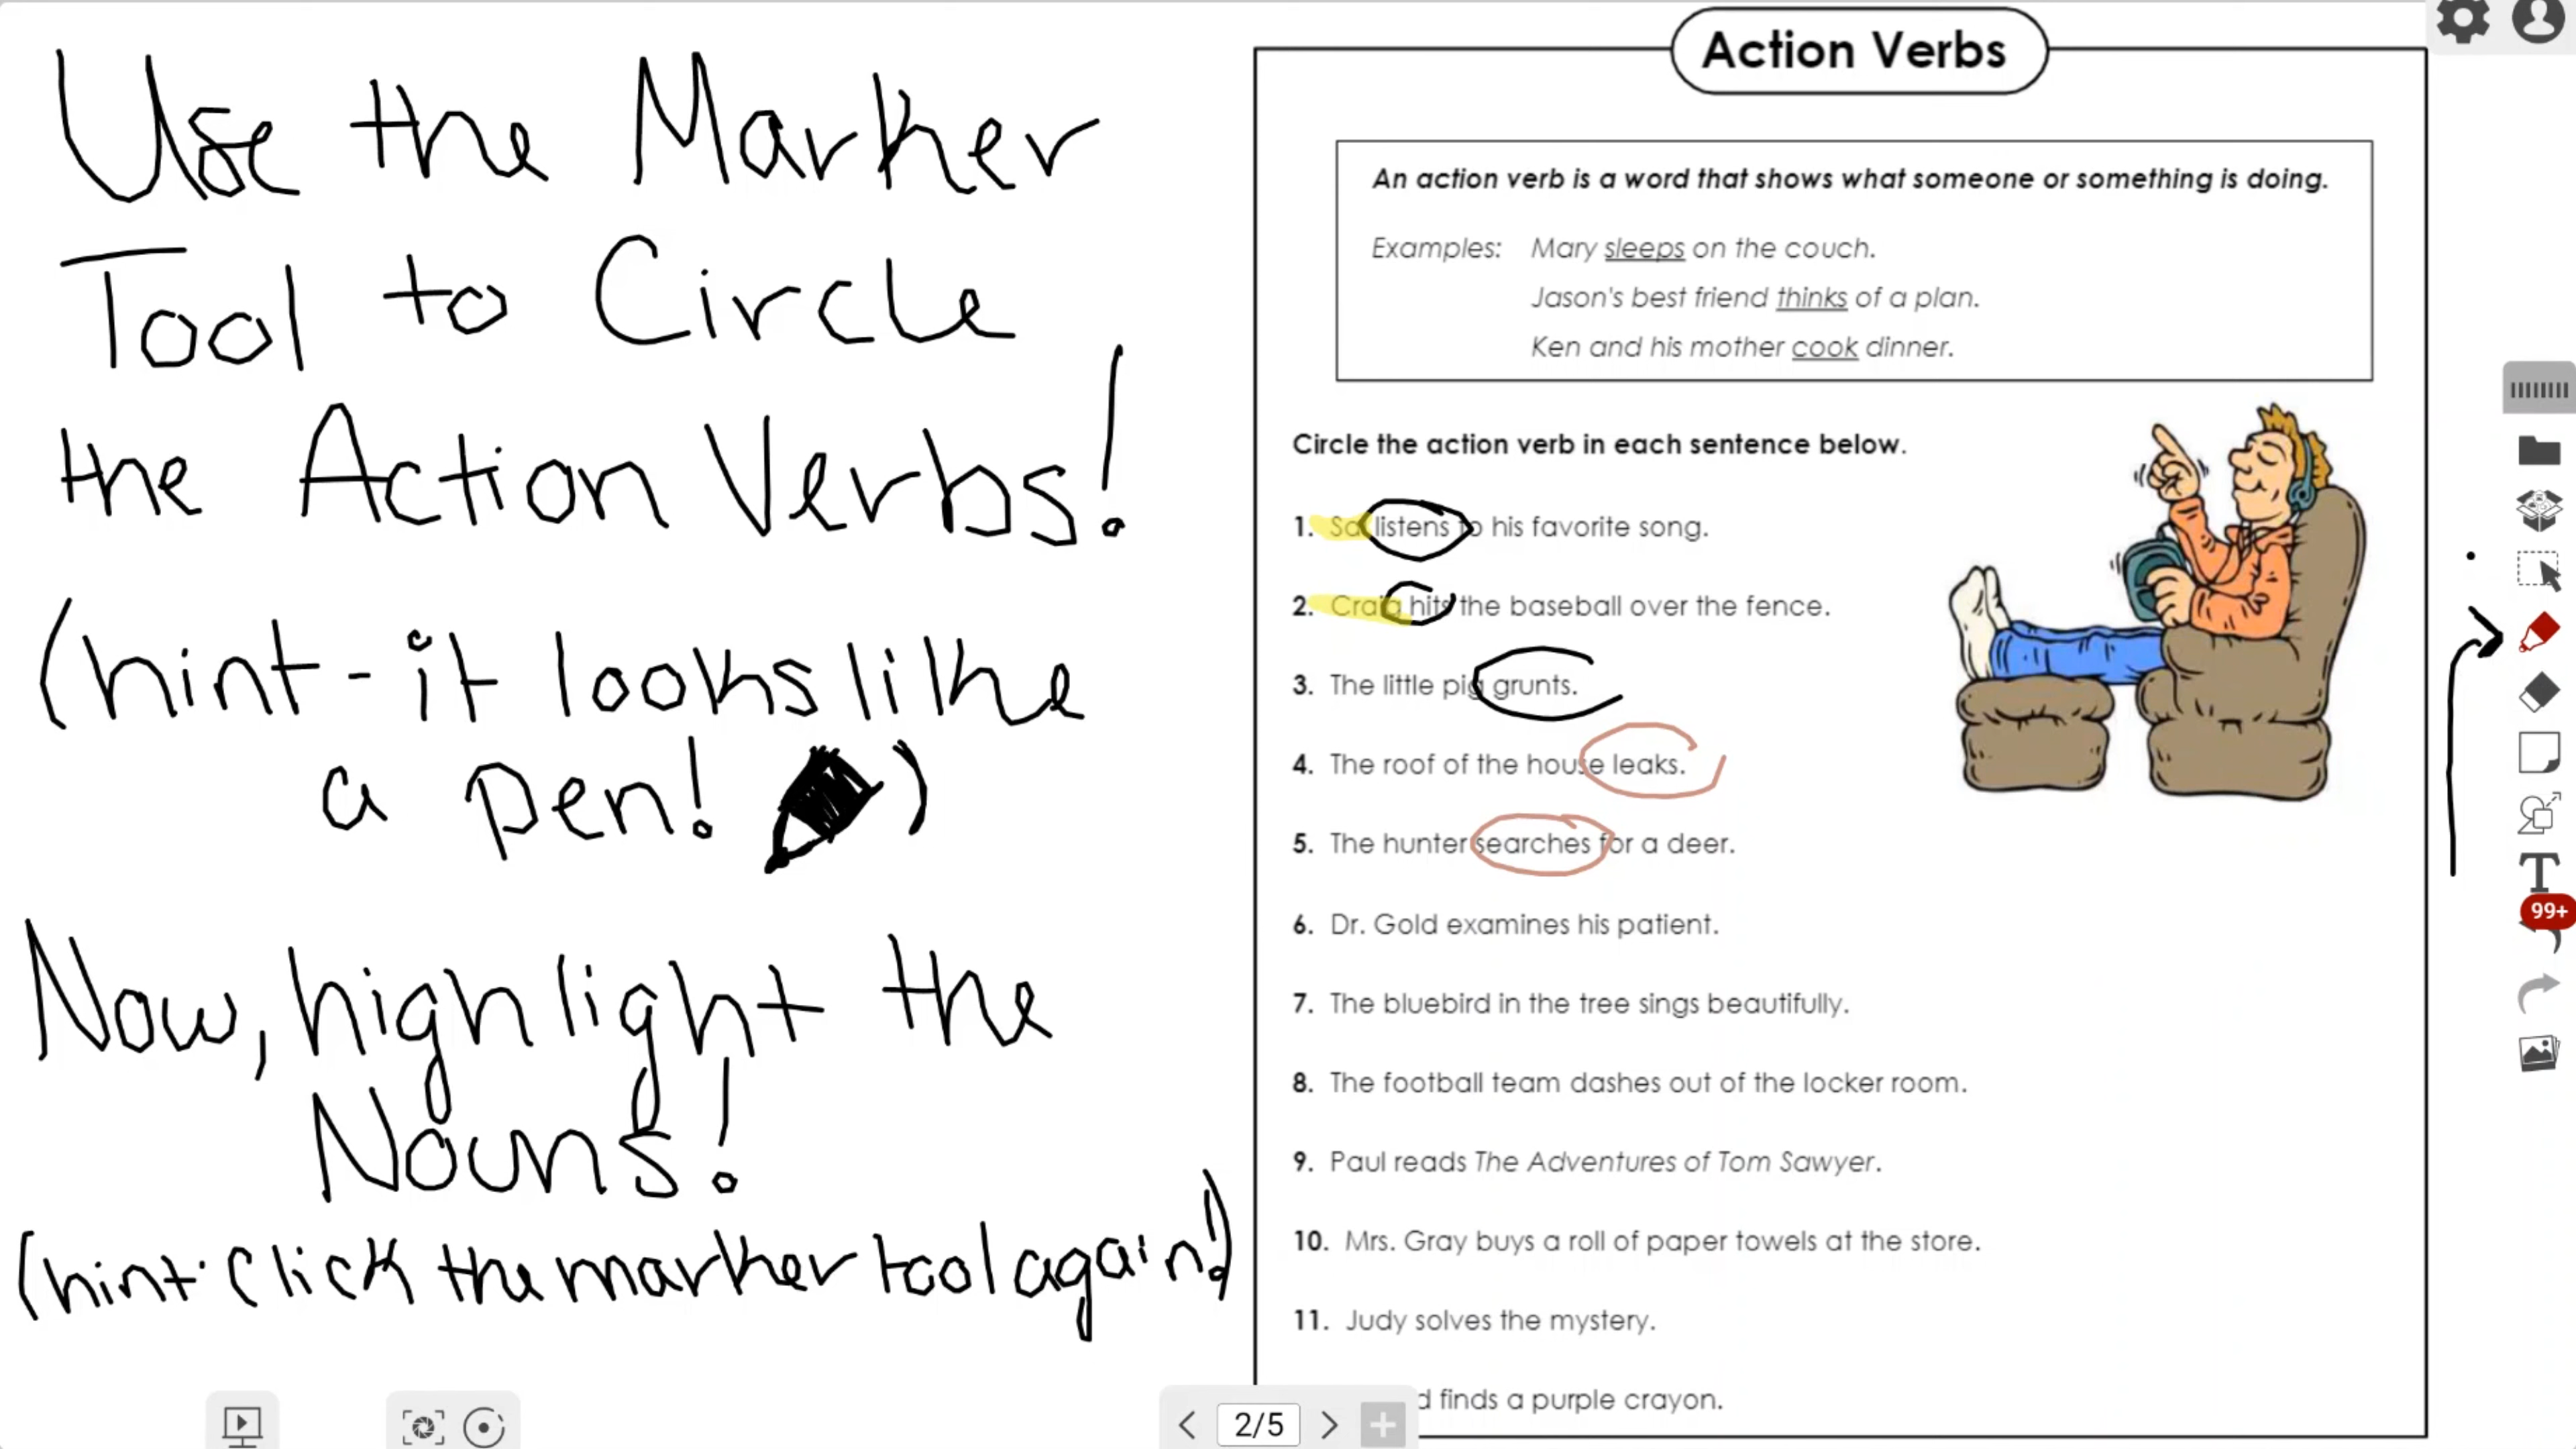 Use the Marker
Tool to Circle
the Action Verbs!
(hint - it looks like
a pen! )
Now, highlight the
Nouns!
(hint: Click the marker tool again!)
Action Verbs
An action verb is a word that shows what someone or something is doing.
Examples: Mary sleeps on the couch.
Jason's best friend thinks of a plan.
Ken and his mother cook dinner.
Circle the action verb in each sentence below.
1. Sal listens to his favorite song.
2. Craig hits the baseball over the fence.
3. The little pig grunts.
4. The roof of the house leaks.
5. The hunter searches for a deer.
6. Dr. Gold examines his patient.
7. The bluebird in the tree sings beautifully.
8. The football team dashes out of the locker room.
9. Paul reads The Adventures of Tom Sawyer.
10. Mrs. Gray buys a roll of paper towels at the store.
11. Judy solves the mystery.
finds a purple crayon.
T
99+
2/5